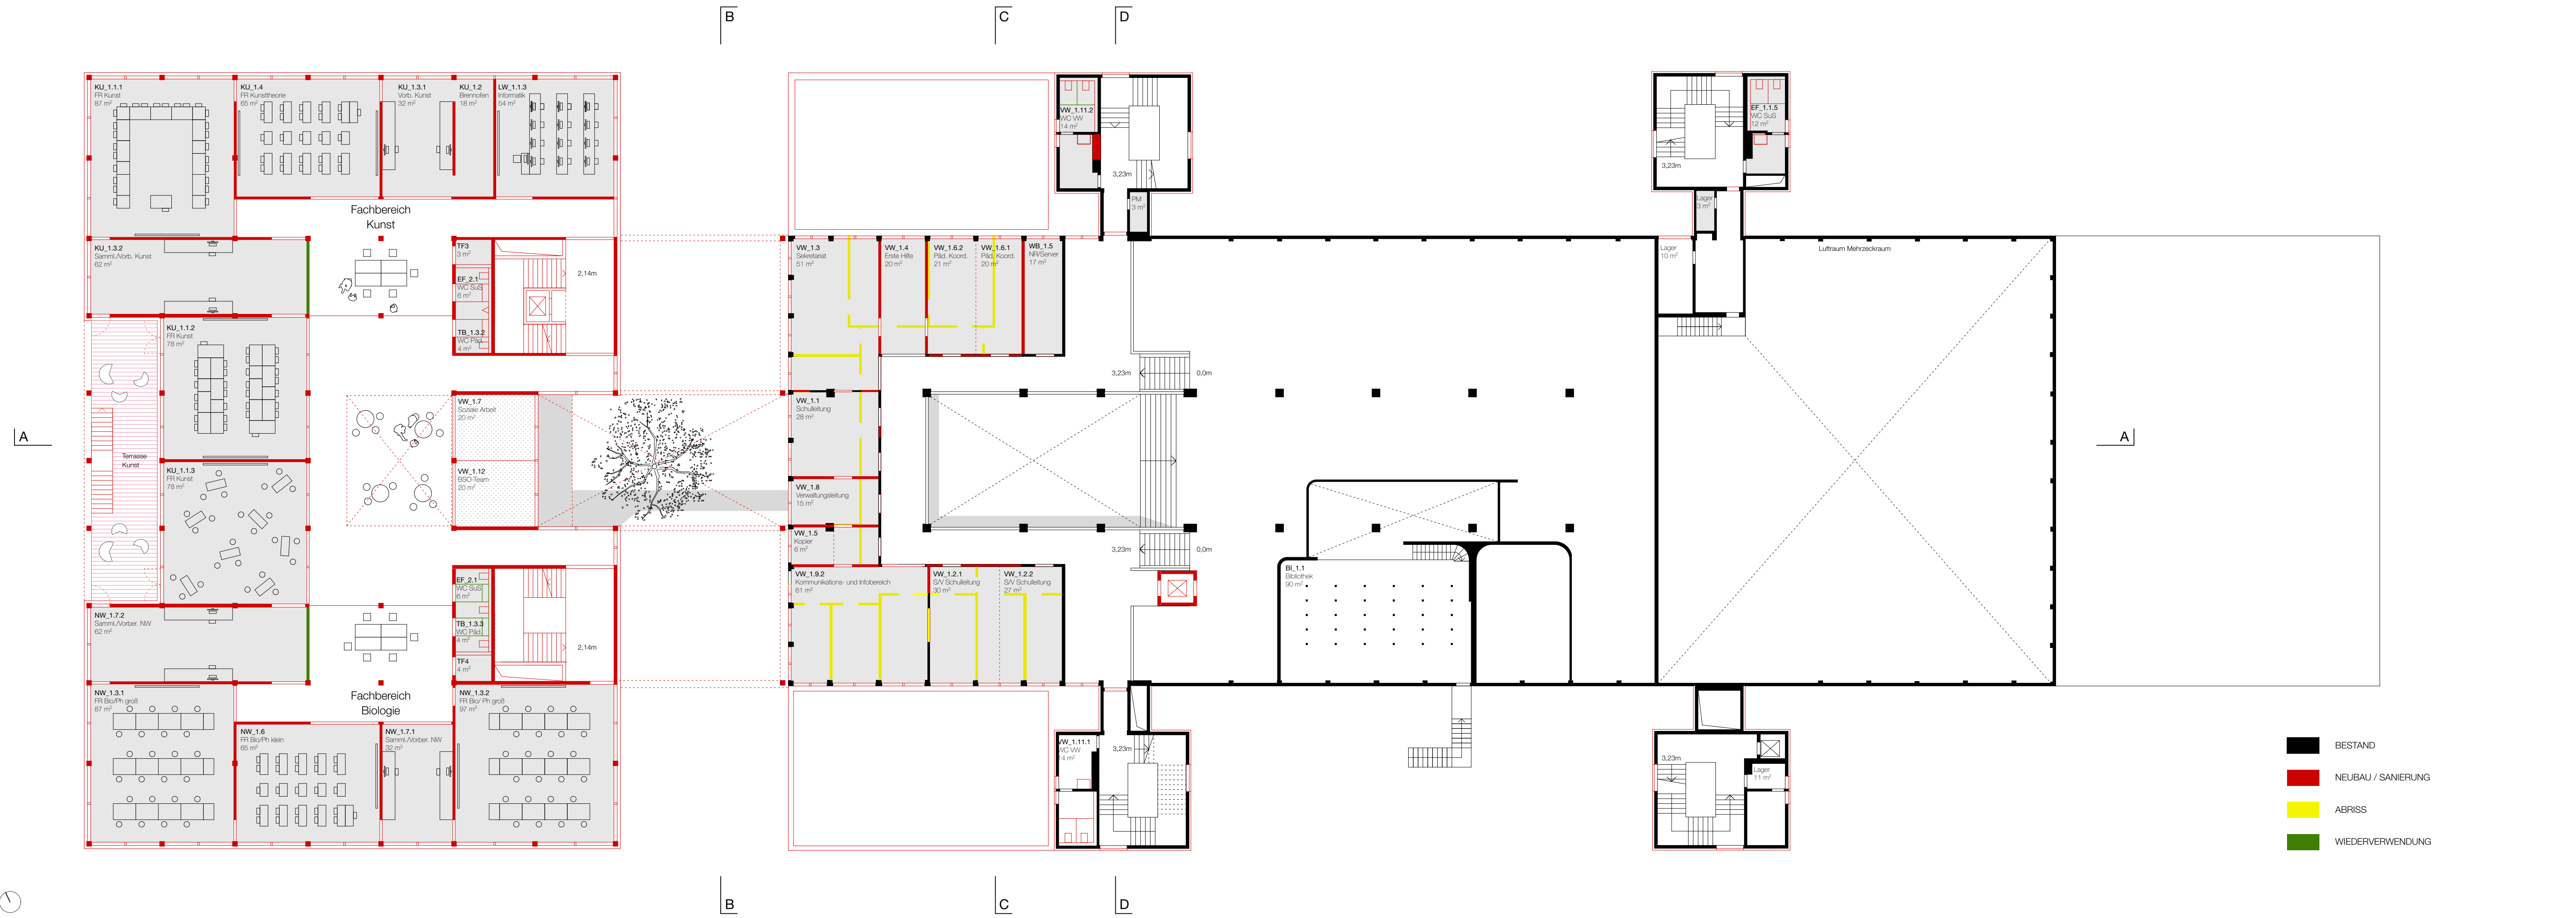 B
C
D
KU_1.1.1
FR Kunst
87 m²
KU_1.4
FR Kunsttheorie
65 m²
KU_1.3.1
Vorb. Kunst
32 m²
KU_1.2
Brennofen
18 m²
LW_1.1.3
Informatik
54 m²
Fachbereich
Kunst
KU_1.3.2
Samml./Vorb. Kunst
62 m²
TF3
3 m²
EF_2.1
WC SuS
6 m²
TB_1.3.2
WC Päd.
4 m²
2,14m
KU_1.1.2
FR Kunst
78 m²
Terrasse
Kunst
KU_1.1.3
FR Kunst
78 m²
VW_1.7
Soziale Arbeit
20 m²
VW_1.12
BSO-Team
20 m²
NW_1.7.2
Samml./Vorber. NW
62 m²
EF_2.1
WC SuS
6 m²
TB_1.3.3
WC Päd.
4 m²
TF4
4 m²
2,14m
Fachbereich
Biologie
NW_1.3.1
FR Bio/Ph groß
87 m²
NW_1.6
FR Bio/Ph klein
65 m²
NW_1.7.1
Samml./Vorber. NW
32 m²
NW_1.3.2
FR Bio/ Ph groß
97 m²
VW_1.11.2
WC VW
14 m²
3,23m
PM
3 m²
VW_1.3
Sekretariat
51 m²
VW_1.4
Erste Hilfe
20 m²
VW_1.6.2
Päd. Koord.
21 m²
VW_1.6.1
Päd. Koord.
20 m²
WB_1.5
NR/Server
17 m²
VW_1.1
Schulleitung
28 m²
VW_1.8
Verwaltungsleitung
15 m²
VW_1.5
Kopier
6 m²
VW_1.9.2
Kommunikations- und Infobereich
61 m²
VW_1.2.1
S/V Schulleitung
30 m²
VW_1.2.2
S/V Schulleitung
27 m²
3,23m
0,0m
3,23m
0,0m
VW_1.11.1
WC VW
14 m²
3,23m
BI_1.1
Bibliothek
90 m²
EF_1.1.5
WC SuS
12 m²
3,23m
Lager
3 m²
Lager
10 m²
Luftraum Mehrzeckraum
3,23m
Lager
11 m²
A
A
BESTAND
NEUBAU / SANIERUNG
ABRISS
WIEDERVERWENDUNG
B
C
D